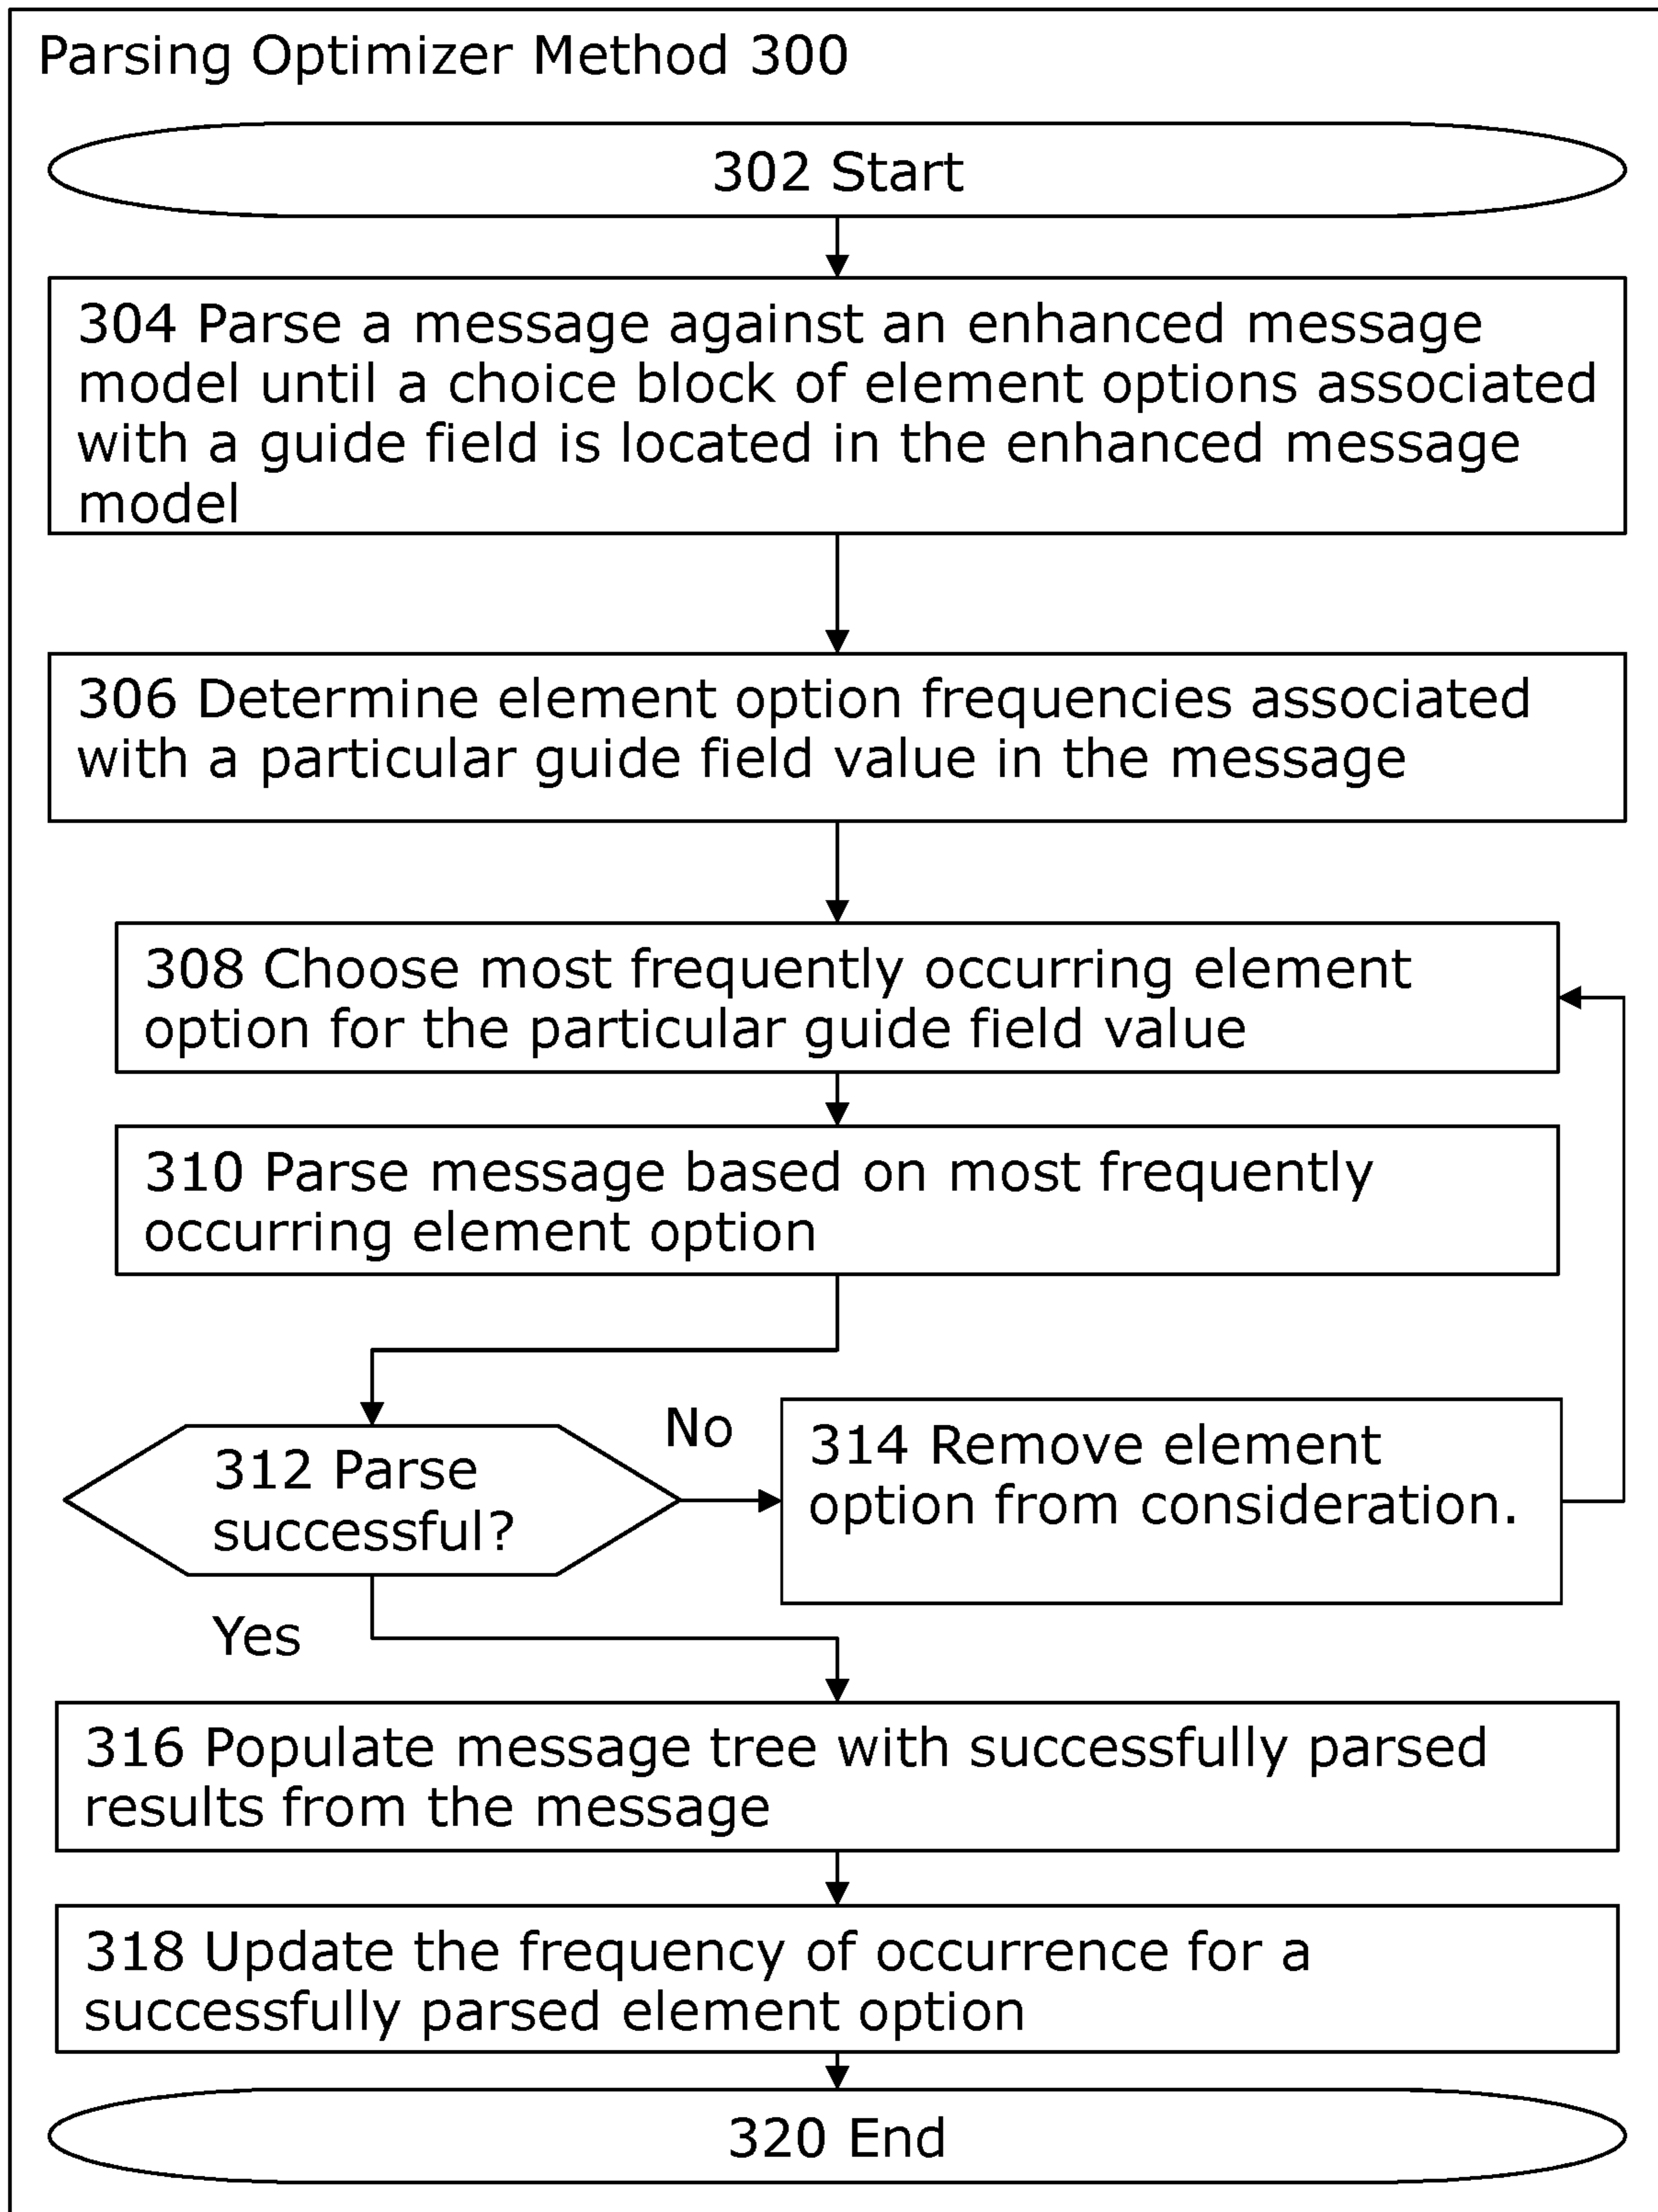 Parsing Optimizer Method 300
302 Start
304 Parse a message against an enhanced message
model until a choice block of element options associated
with a guide field is located in the enhanced message
model
306 Determine element option frequencies associated
with a particular guide field value in the message
308 Choose most frequently occurring element
option for the particular guide field value
310 Parse message based on most frequently
occurring element option
312 Parse
successful?
No
314 Remove element
option from consideration.
Yes
316 Populate message tree with successfully parsed
results from the message
318 Update the frequency of occurrence for a
successfully parsed element option
320 End